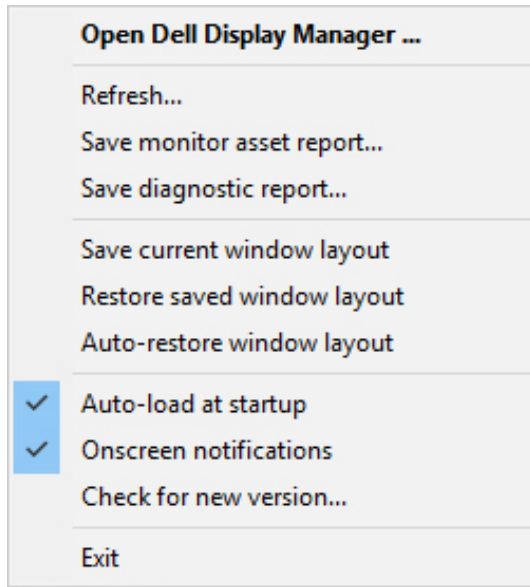 Open Dell Display Manager ...
Refresh...
Save monitor asset report...
Save diagnostic report...
Save current window layout
Restore saved window layout
Auto-restore window layout
Auto-load at startup
Onscreen notifications
Check for new version...
Exit